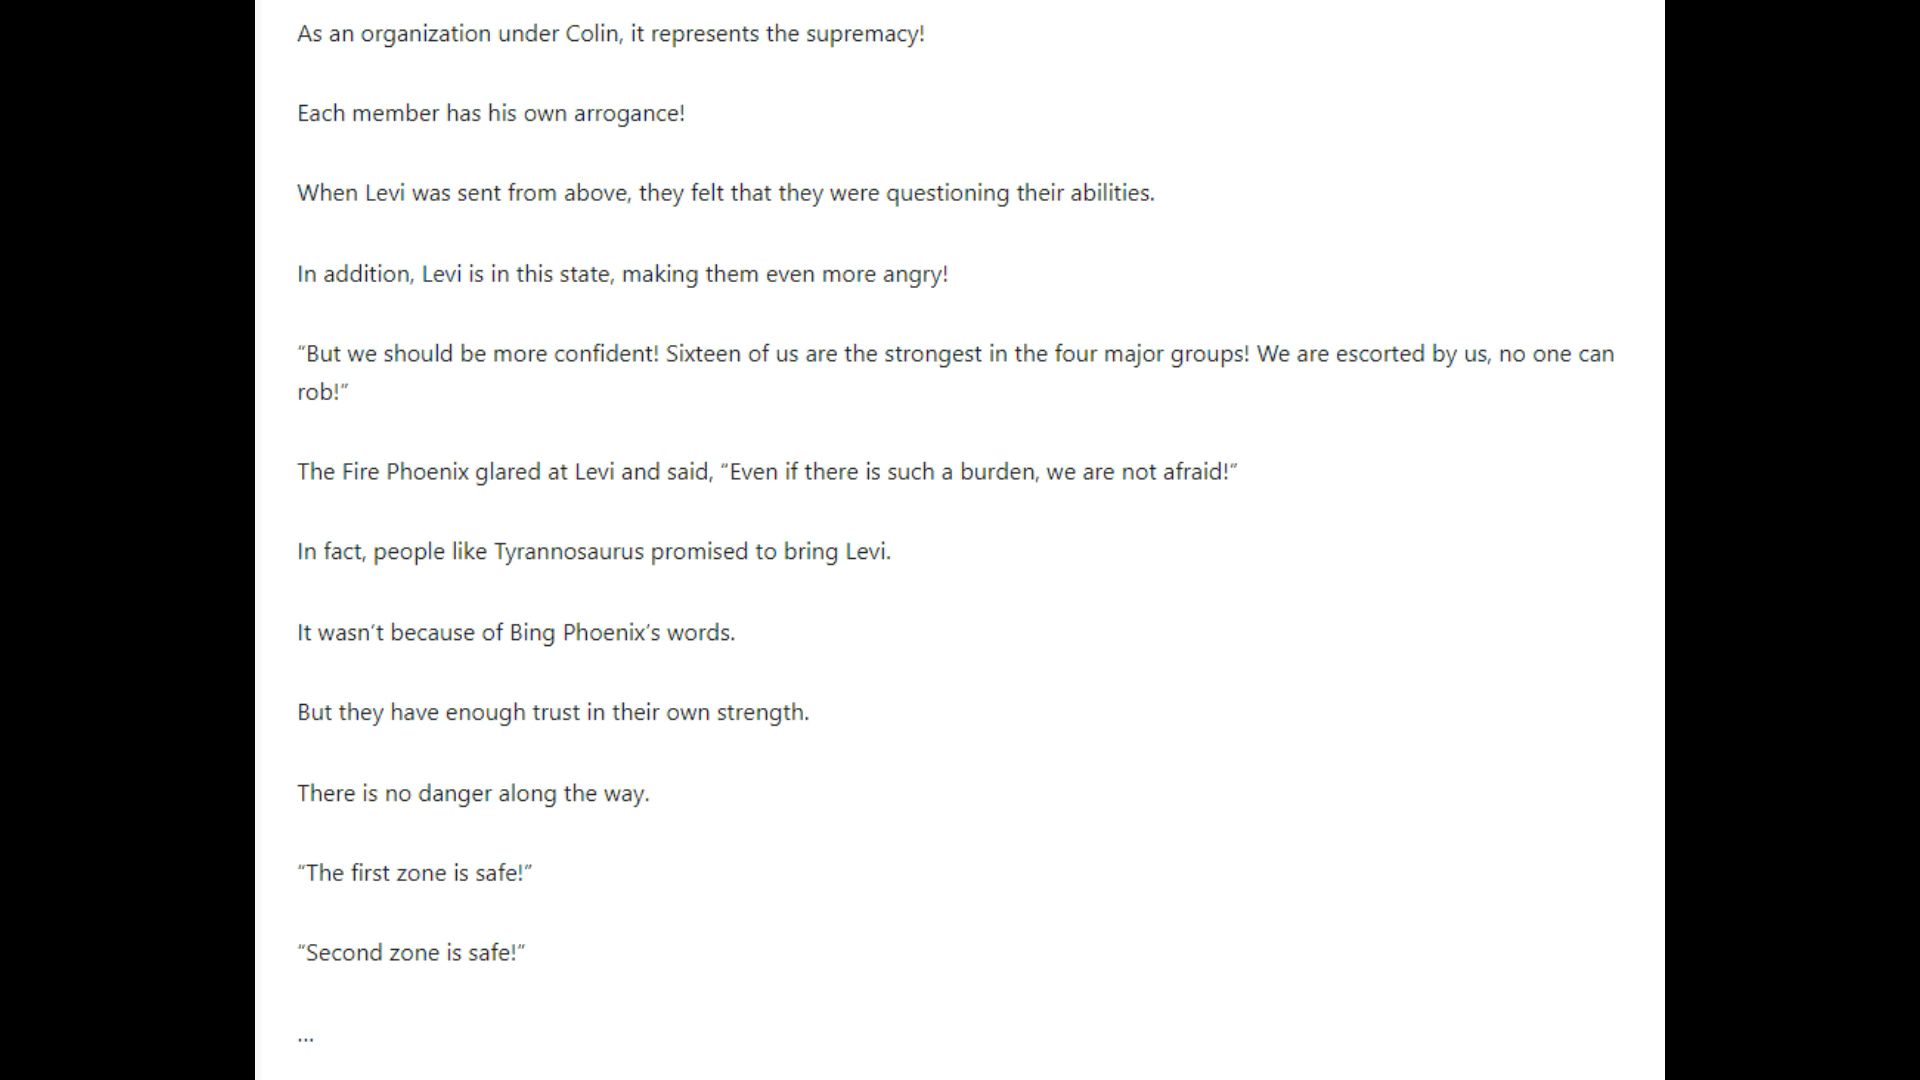 As an organization under Colin, it represents the supremacy!
Each member has his own arrogance!
When Levi was sent from above, they felt that they were questioning their abilities.
In addition, Levi is in this state, making them even more angry!
“But we should be more confident! Sixteen of us are the strongest in the four major groups! We are escorted by us, no one can
rob!”
The Fire Phoenix glared at Levi and said, “Even if there is such a burden, we are not afraid!”
In fact, people like Tyrannosaurus promised to bring Levi.
It wasn’t because of Bing Phoenix’s words.
But they have enough trust in their own strength.
There is no danger along the way.
“The first zone is safe!”
“Second zone is safe!”
…